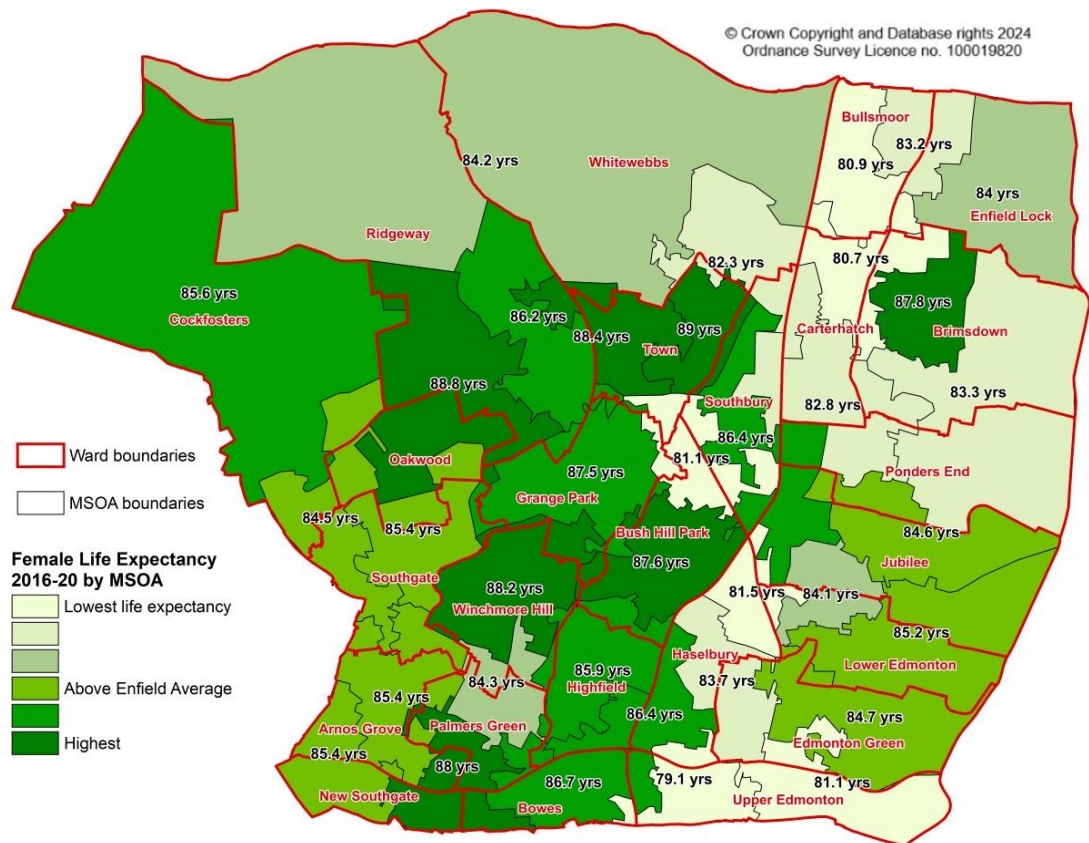 © Crown Copyright and Database rights 2024
Ordnance Survey Licence no. 100019820
Bullsmoor
83.2 yrs
84.2 yrs
Whitewebbs
80.9 yrs
84 yrs
Enfield Lock
Ridgeway
82.3 yrs
80.7 yrs
85.6 yrs
Cockfosters
86.2 yrs
87.8 yrs
88.4 yrs
89 yrs
Town
Carterhatch
Brimsdown
88.8 yrs
83.3 yrs
Southbury
82.8 yrs
86.4 yrs
Ward boundaries
Oakwood
81.1 yrs
87.5 yrs
Ponders End
Grange Park
MSOA boundaries
84.5 yrs
85.4 yrs
Bush Hill Park
84.6 yrs
Female Life Expectancy
2016-20 by MSOA
87.6 yrs
Jubilee
Southgate
88.2 yrs
81.5 yrs
84.1 yrs
Lowest life expectancy
Winchmore Hill
85.2 yrs
Haselbury
Lower Edmonton
85.9 yrs
84.3 yrs
83.7 yrs
Highfield
Above Enfield Average
85.4 yrs
86.4 yrs
84.7 yrs
Arnos Grove
Palmers Green
Edmonton Green
Highest
85.4 yrs
88 yrs
86.7 yrs
79.1 yrs
81.1 yrs
New Southgate
Bowes
Upper Edmonton